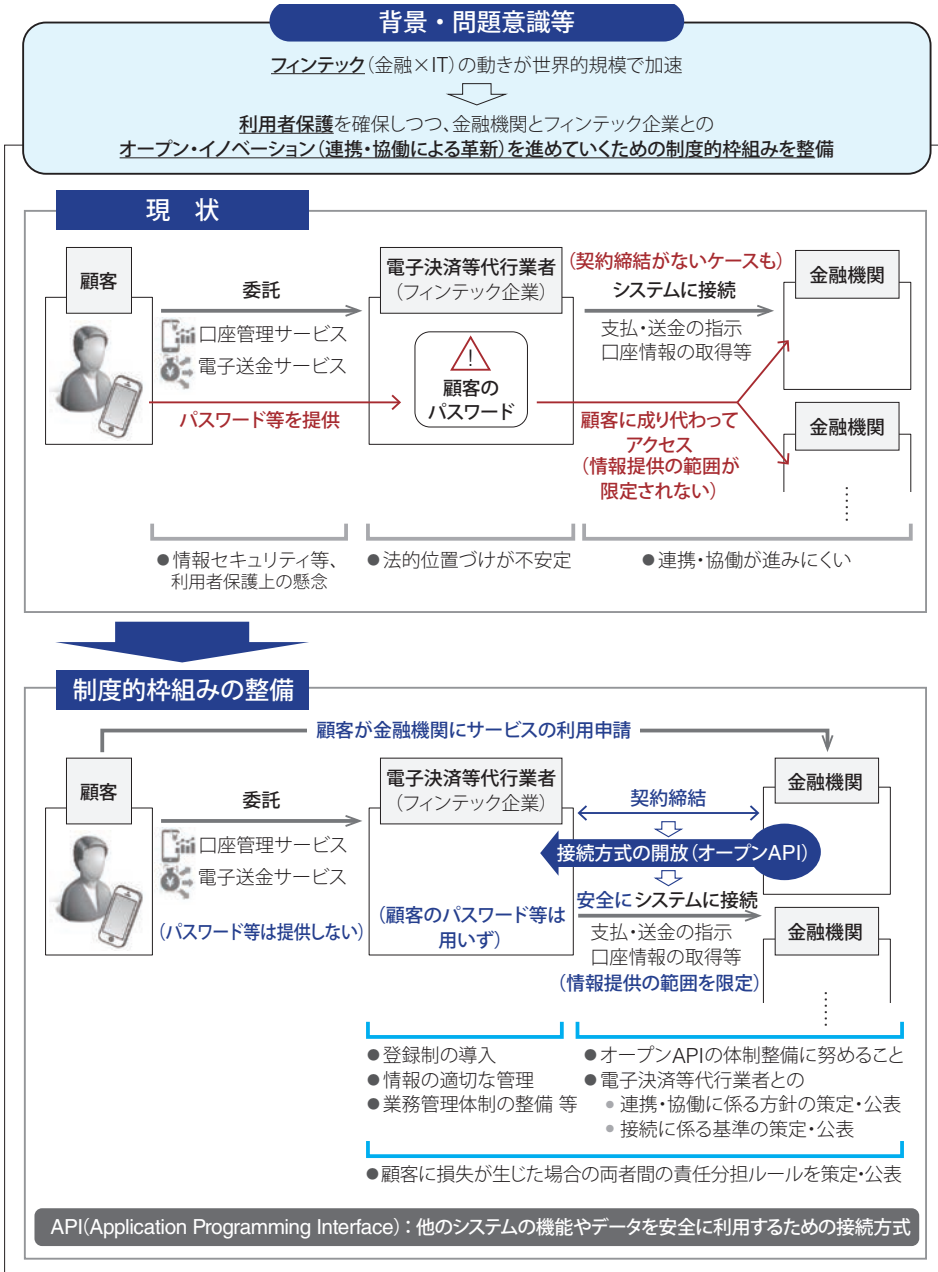 背景・問題意識等
フィンテック(金融×IT)の動きが世界的規模で加速
利用者保護を確保しつつ、金融機関とフィンテック企業との
オープン・イノベーション(連携・協働による革新)を進めていくための制度的枠組みを整備
現 状
顧客
委託
口座管理サービス
電子送金サービス
パスワード等を提供
電子決済等代行業者
(フィンテック企業)
!
顧客の
パスワード
(契約締結がないケースも)
システムに接続
支払・送金の指示
口座情報の取得等
顧客に成り代わって
アクセス
(情報提供の範囲が
限定されない)
金融機関
金融機関
●情報セキュリティ等、
利用者保護上の懸念
●法的位置づけが不安定
●連携・協働が進みにくい
制度的枠組みの整備
顧客が金融機関にサービスの利用申請
顧客
委託
口座管理サービス
電子送金サービス
(パスワード等は提供しない)
電子決済等代行業者
(フィンテック企業)
(顧客のパスワード等は
用いず)
契約締結
接続方式の開放(オープンAPI)
安全にシステムに接続
支払・送金の指示
口座情報の取得等
(情報提供の範囲を限定)
金融機関
金融機関
●登録制の導入
●情報の適切な管理
●業務管理体制の整備 等
●オープンAPIの体制整備に努めること
●電子決済等代行業者との
●連携・協働に係る方針の策定・公表
●接続に係る基準の策定・公表
●顧客に損失が生じた場合の両者間の責任分担ルールを策定・公表
API(Application Programming Interface):他のシステムの機能やデータを安全に利用するための接続方式